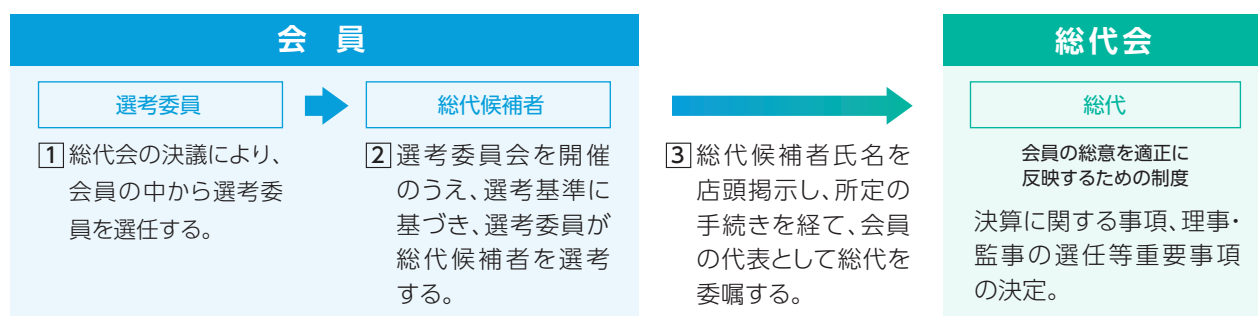 会 員
選考委員
総代候補者
1 総代会の決議により、
会員の中から選考委
員を選任する。
2 選考委員会を開催
のうえ、選考基準に
基づき、選考委員が
総代候補者を選考
する。
3 総代候補者氏名を
店頭掲示し、所定の
手続きを経て、会員
の代表として総代を
委嘱する。
総代会
総代
会員の総意を適正に
反映するための制度
決算に関する事項、理事・
監事の選任等重要事項
の決定。